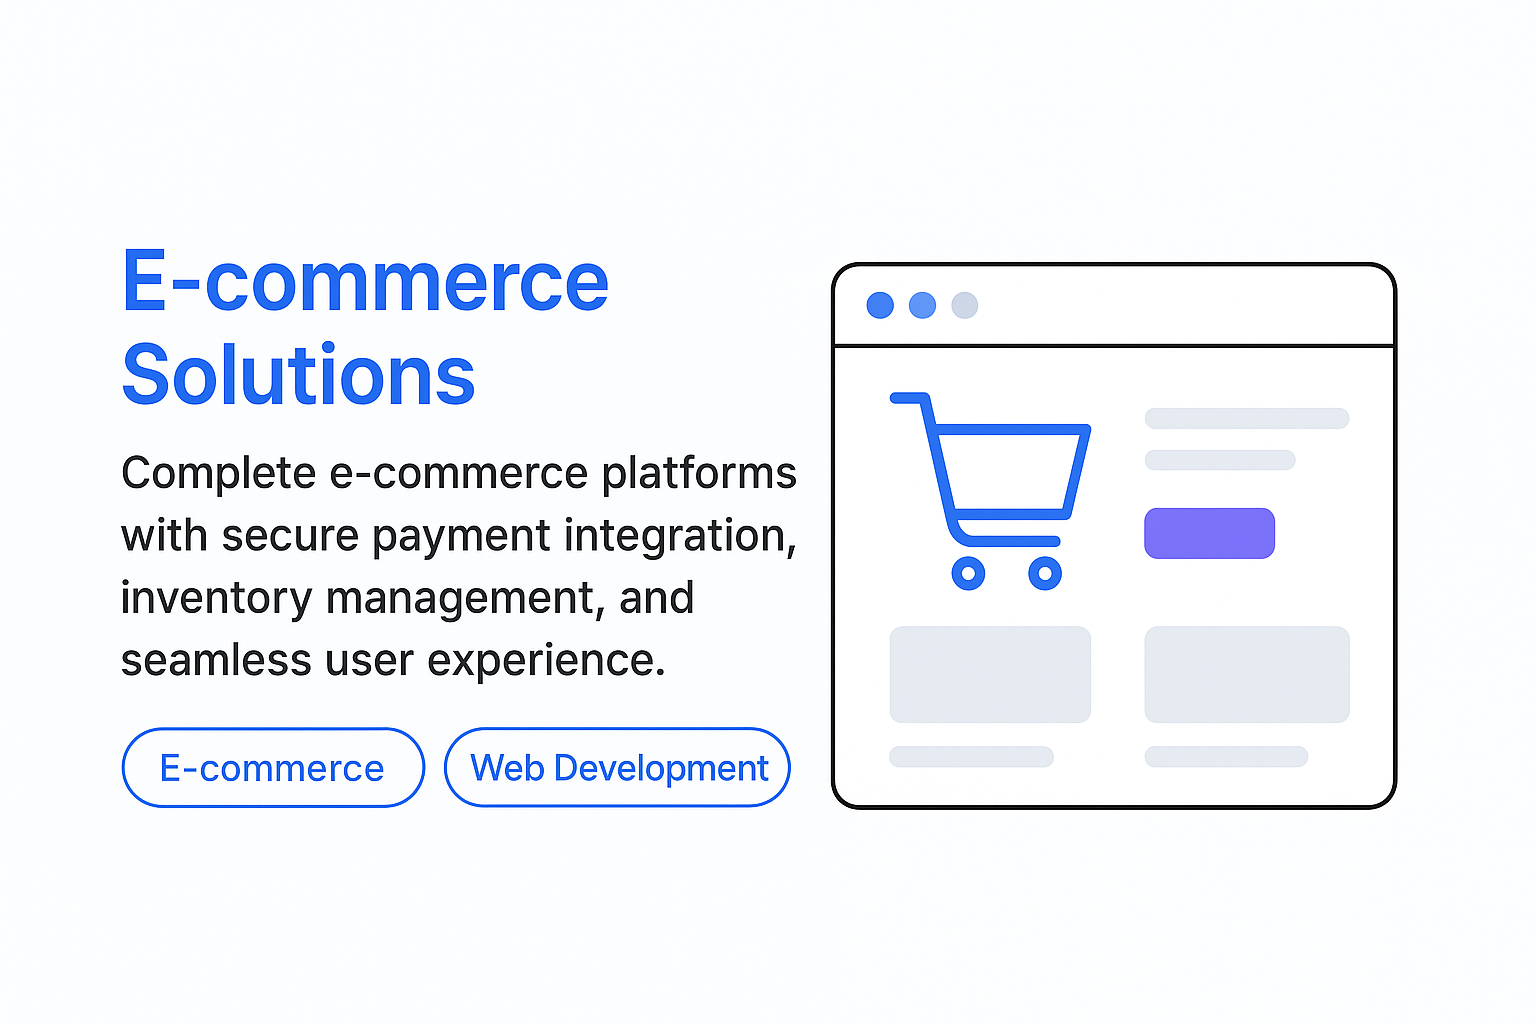 E-commerce
Solutions
Complete e-commerce platforms
with secure payment integration,
inventory management, and
seamless user experience.
E-commerce
Web Development